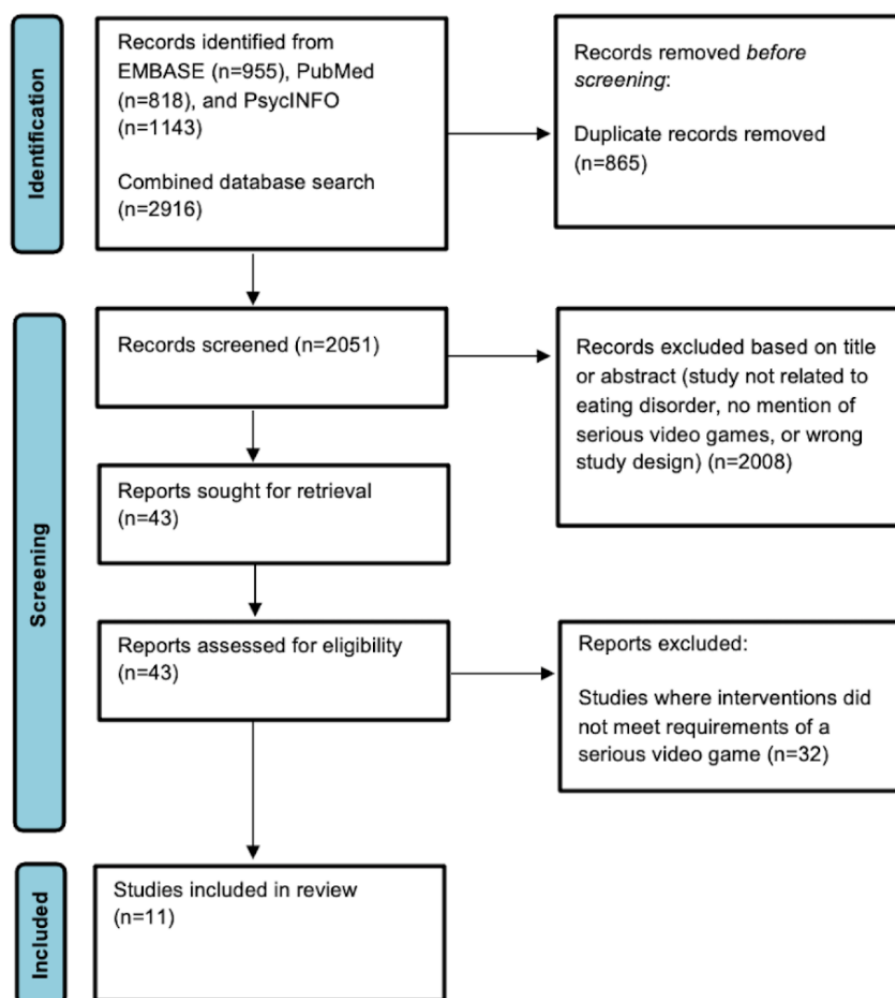 Identification
Records identified from
EMBASE (n=955), PubMed
(n=818), and PsycINFO
(n=1143)
Combined database search
(n=2916)
Records removed before
screening:
Duplicate records removed
(n=865)
Screening
Records screened (n=2051)
Records excluded based on title
or abstract (study not related to
eating disorder, no mention of
serious video games, or wrong
study design) (n=2008)
Reports sought for retrieval
(n=43)
Reports assessed for eligibility
(n=43)
Reports excluded:
Studies where interventions did
not meet requirements of a
serious video game (n=32)
Included
Studies included in review
(n=11)